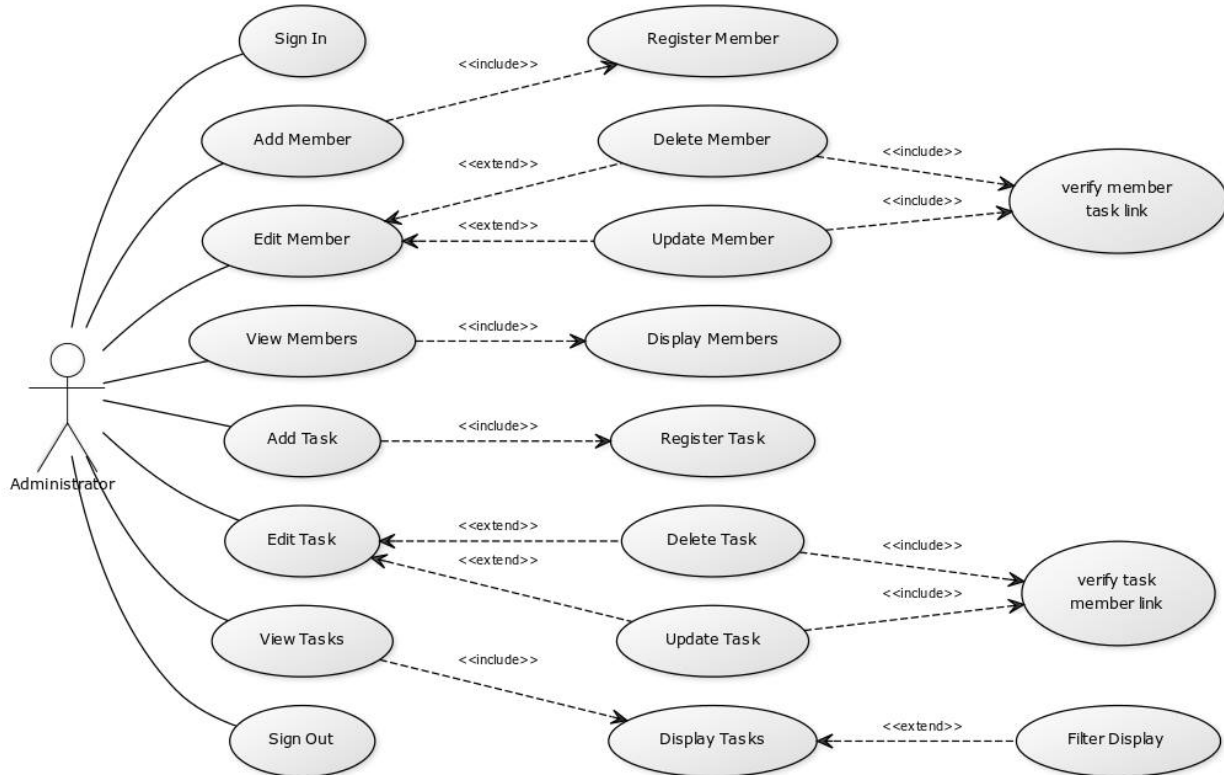 Sign In
Register Member
<<include>>
Add Member
Delete Member
<<extend>>
<<include>>
verify member
task link
<<include>>
Edit Member
<<extend>>
Update Member
View Members
<<include>>
Display Members
Add Task
<<include>>
Register Task
Administrator
Edit Task
<<extend>>
Delete Task
<<include>>
<<extend>>
verify task
member link
<<include>>
View Tasks
Update Task
<<include>>
Sign Out
Display Tasks
<<extend>>
Filter Display